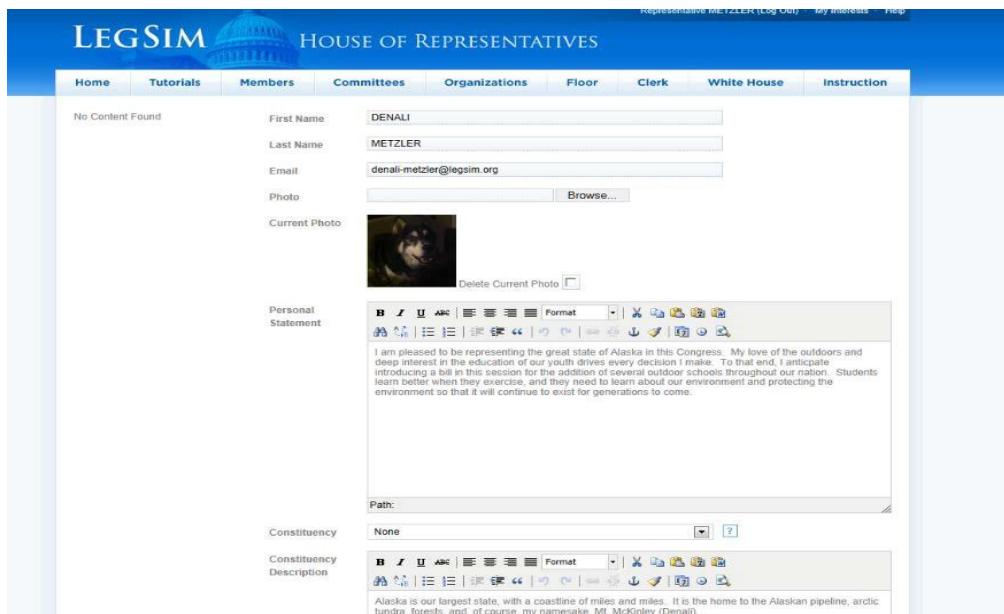 Representative METZLER (Log Out) · My Interests · Help
LEGSIM HOUSE OF REPRESENTATIVES
Home Tutorials Members Committees Organizations Floor Clerk White House Instruction
No Content Found
First Name DENALI
Last Name METZLER
Email denali-metzler@legsim.org
Photo Browse...
Current Photo
Delete Current Photo
Personal
Statement
B I U ABC Format
I am pleased to be representing the great state of Alaska in this Congress. My love of the outdoors and
deep interest in the education of our youth drives every decision I make. To that end, I anticpate
introducing a bill in this session for the addition of several outdoor schools throughout our nation. Students
learn better when they exercise, and they need to learn about our environment and protecting the
environment so that it will continue to exist for generations to come.
Path:
Constituency None ?
Constituency
Description
B I U ABC Format
Alaska is our largest state, with a coastline of miles and miles. It is the home to the Alaskan pipeline, arctic
tundra, forests, and, of course, my namesake, Mt. McKinley (Denali).